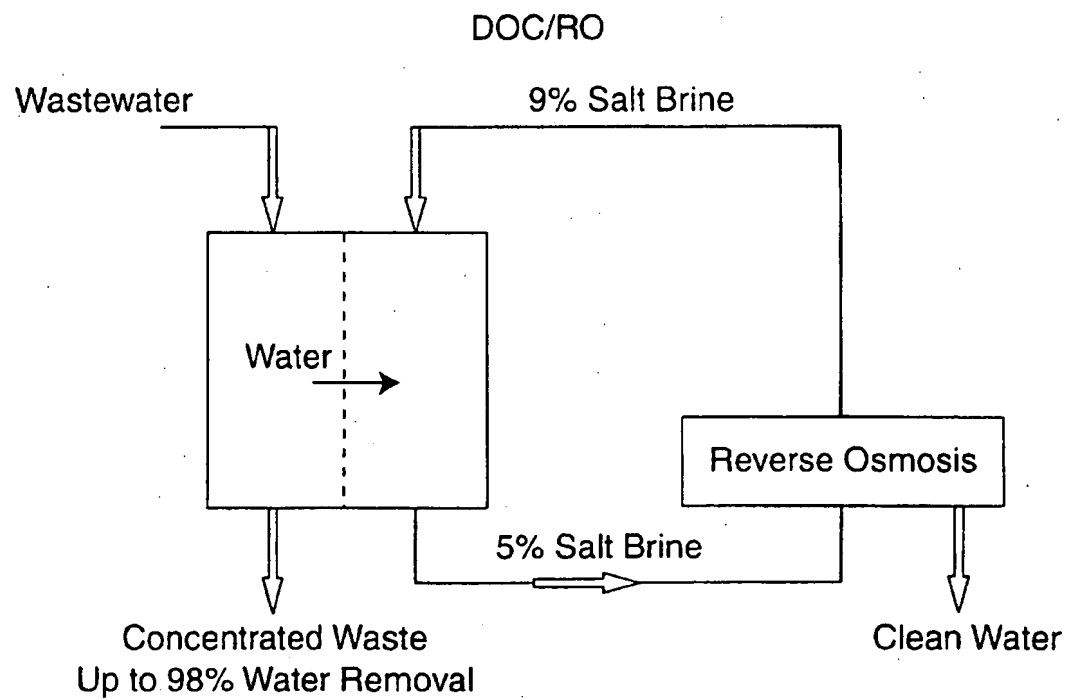 DOC/RO
Wastewater
9% Salt Brine
Water
Reverse Osmosis
5% Salt Brine
Concentrated Waste
Up to 98% Water Removal
Clean Water